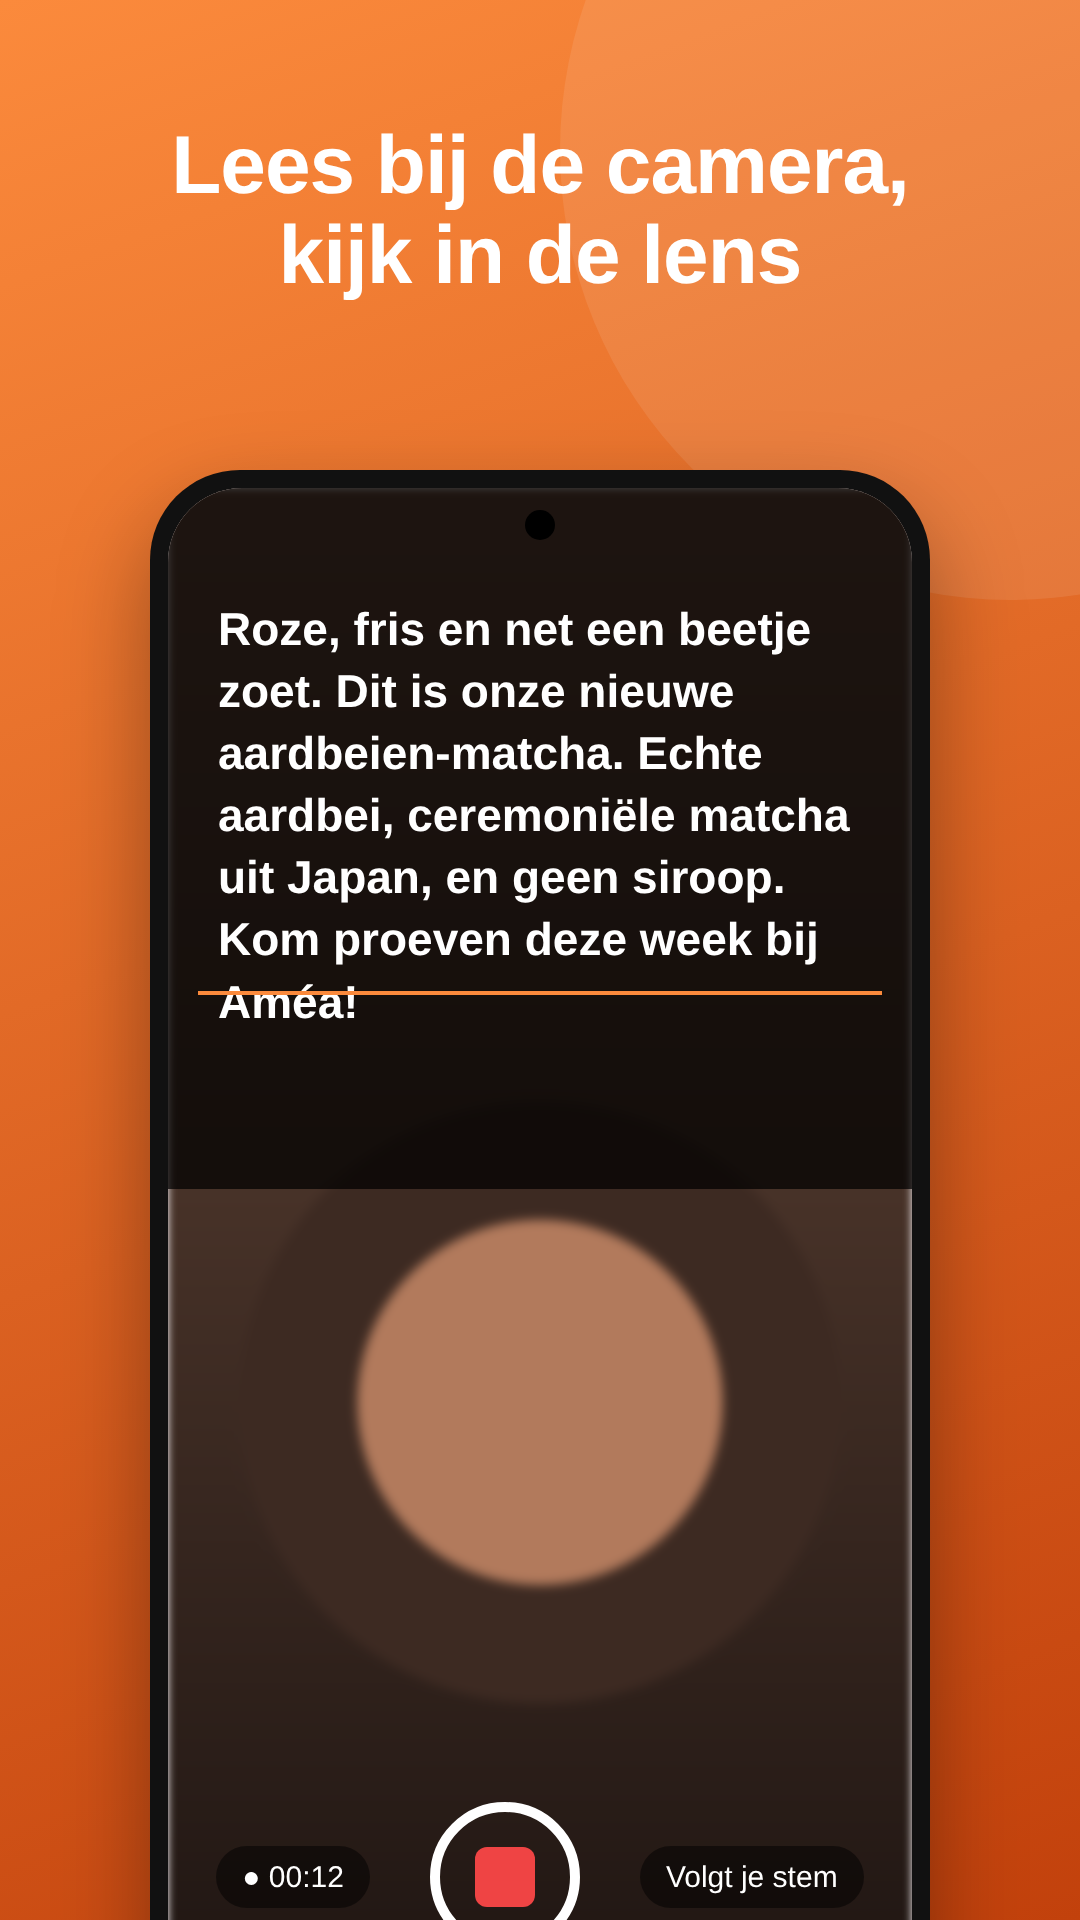 Lees bij de camera,
kijk in de lens
Roze, fris en net een beetje
zoet. Dit is onze nieuwe
aardbeien-matcha. Echte
aardbei, ceremoniële matcha
uit Japan, en geen siroop.
Kom proeven deze week bij
Améa!
● 00:12
Volgt je stem